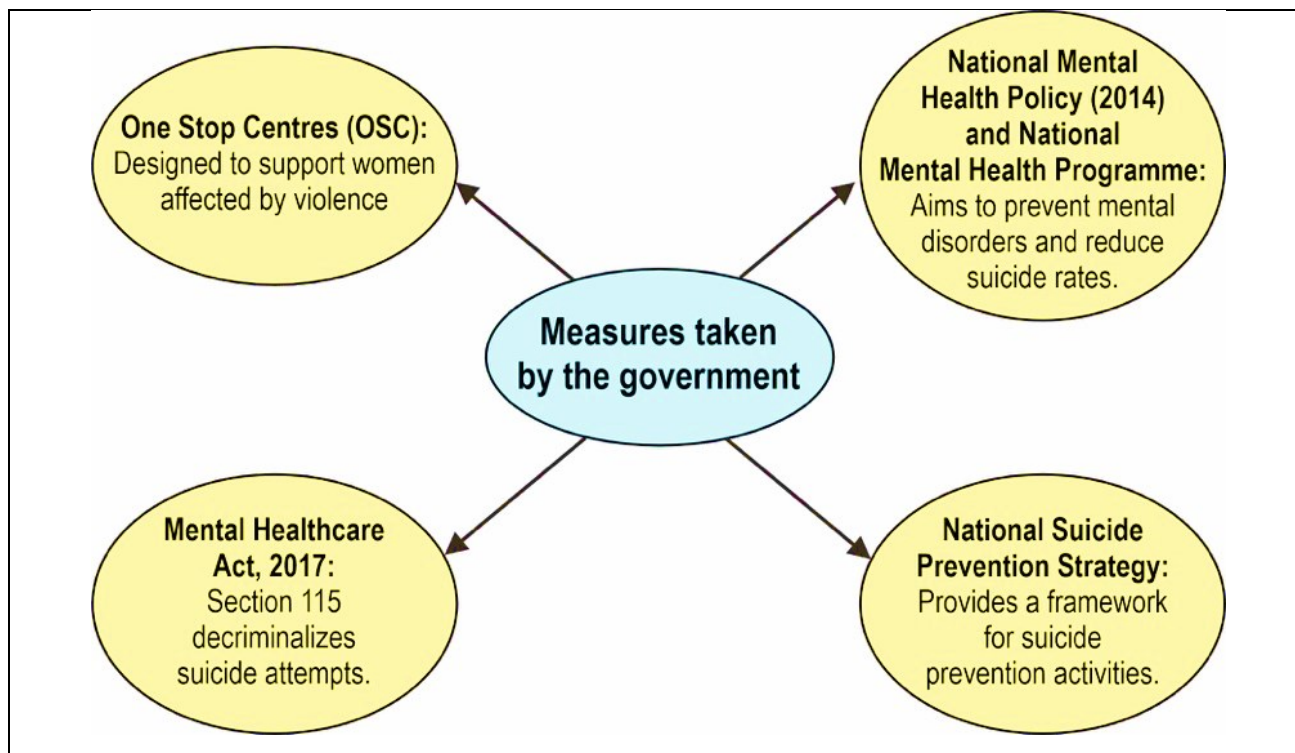 One Stop Centres (OSC):
Designed to support women
affected by violence
National Mental
Health Policy (2014)
and National
Mental Health Programme:
Aims to prevent mental
disorders and reduce
suicide rates.
Measures taken
by the government
Mental Healthcare
Act, 2017:
Section 115
decriminalizes
suicide attempts.
National Suicide
Prevention Strategy:
Provides a framework
for suicide
prevention activities.